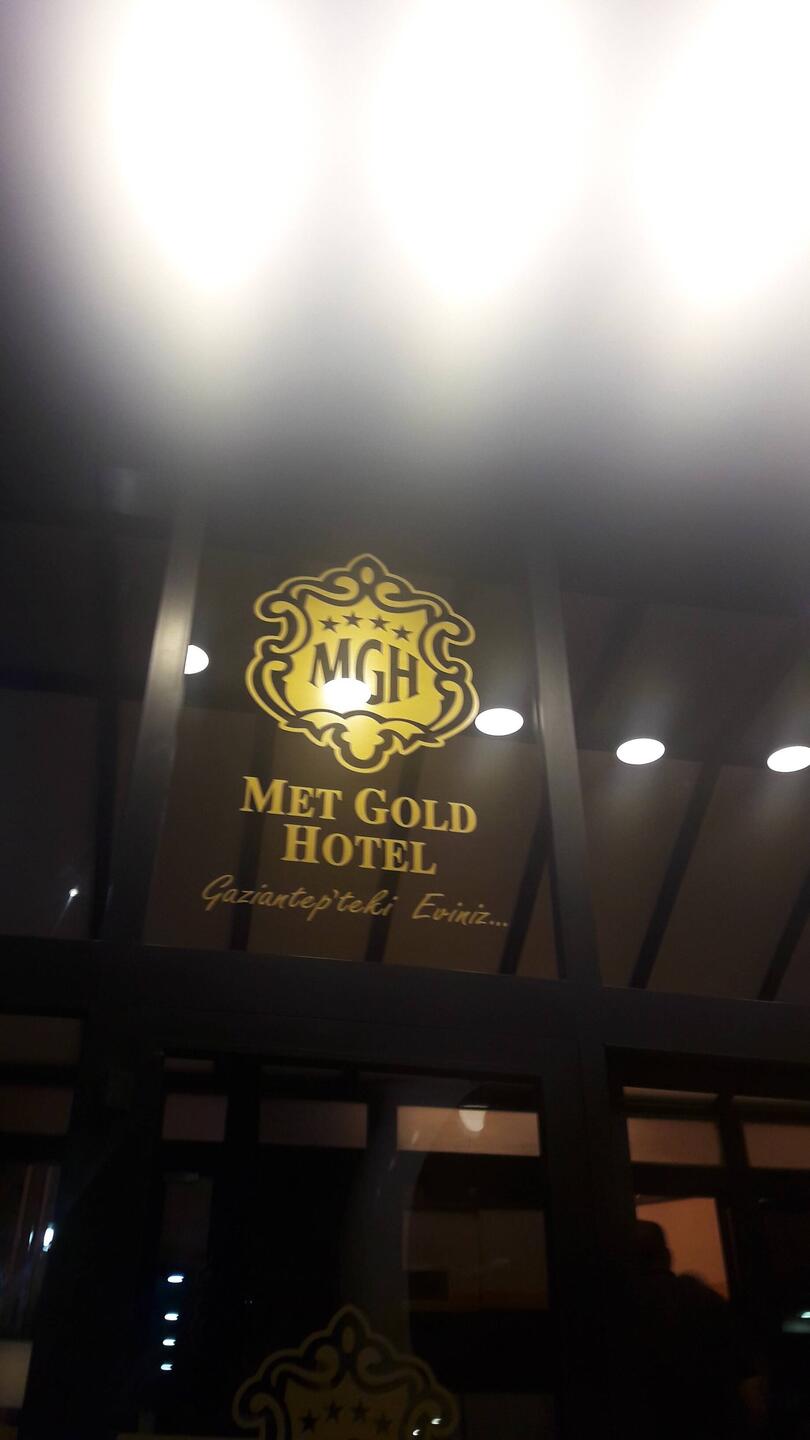 MGH
MET GOLD
HOTEL
Gaziantep'teki Eviniz...